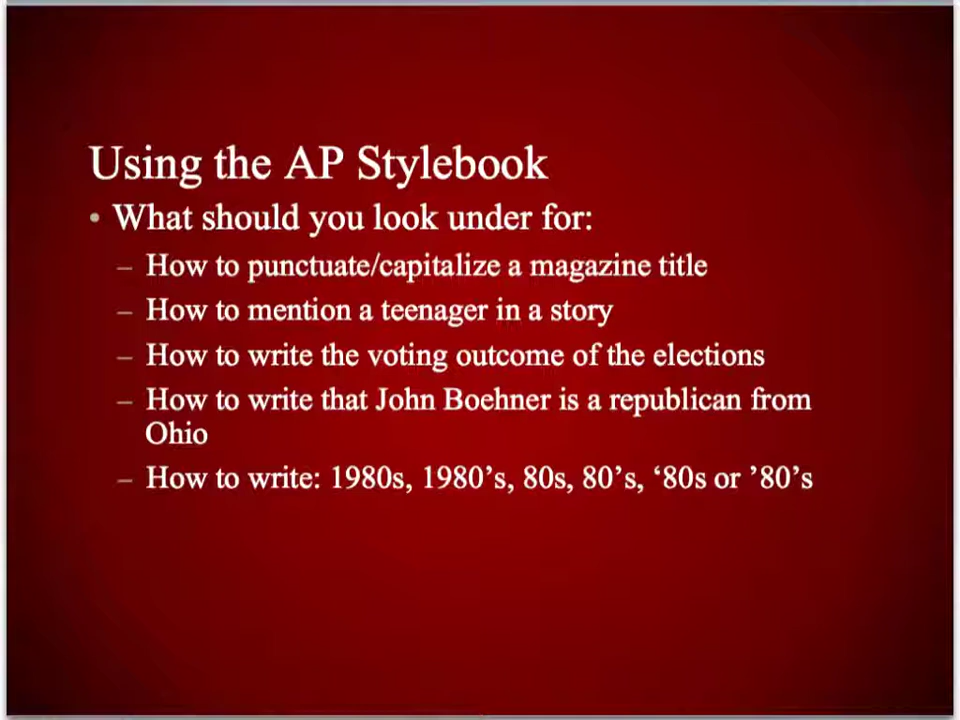 Using the AP Stylebook
• What should you look under for:
– How to punctuate/capitalize a magazine title
– How to mention a teenager in a story
– How to write the voting outcome of the elections
– How to write that John Boehner is a republican from
Ohio
– How to write: 1980s, 1980’s, 80s, 80’s, ‘80s or ’80’s